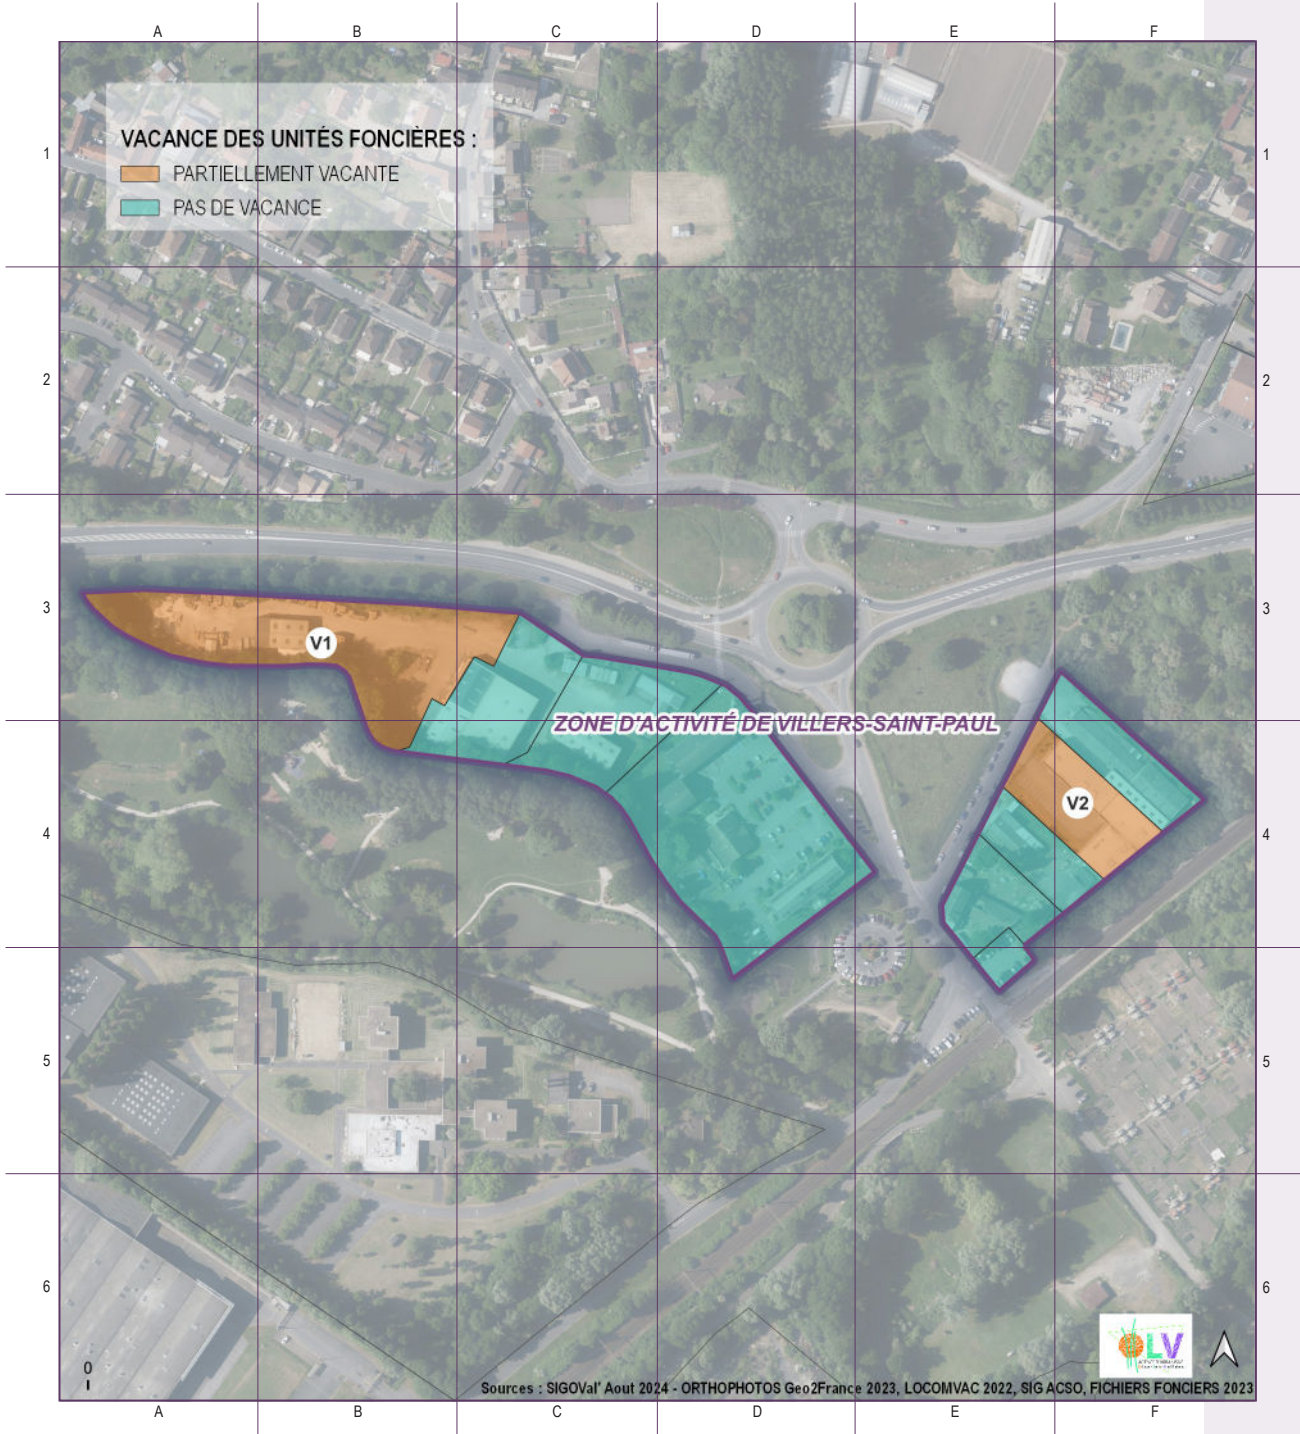 A B C D E F
VACANCE DES UNITÉS FONCIÈRES :
1 1
PARTIELLEMENT VACANTE
PAS DE VACANCE
2 2
3 3
V1
ZONE D'ACTIVITÉ DE VILLERS-SAINT-PAUL
V2
4 4
5 5
6 6
OLV
0
Sources : SIGOVal' Aout 2024 - ORTHOPHOTOS Geo2France 2023, LOCOMVAC 2022, SIG ACSO, FICHIERS FONCIERS 2023
A B C D E F